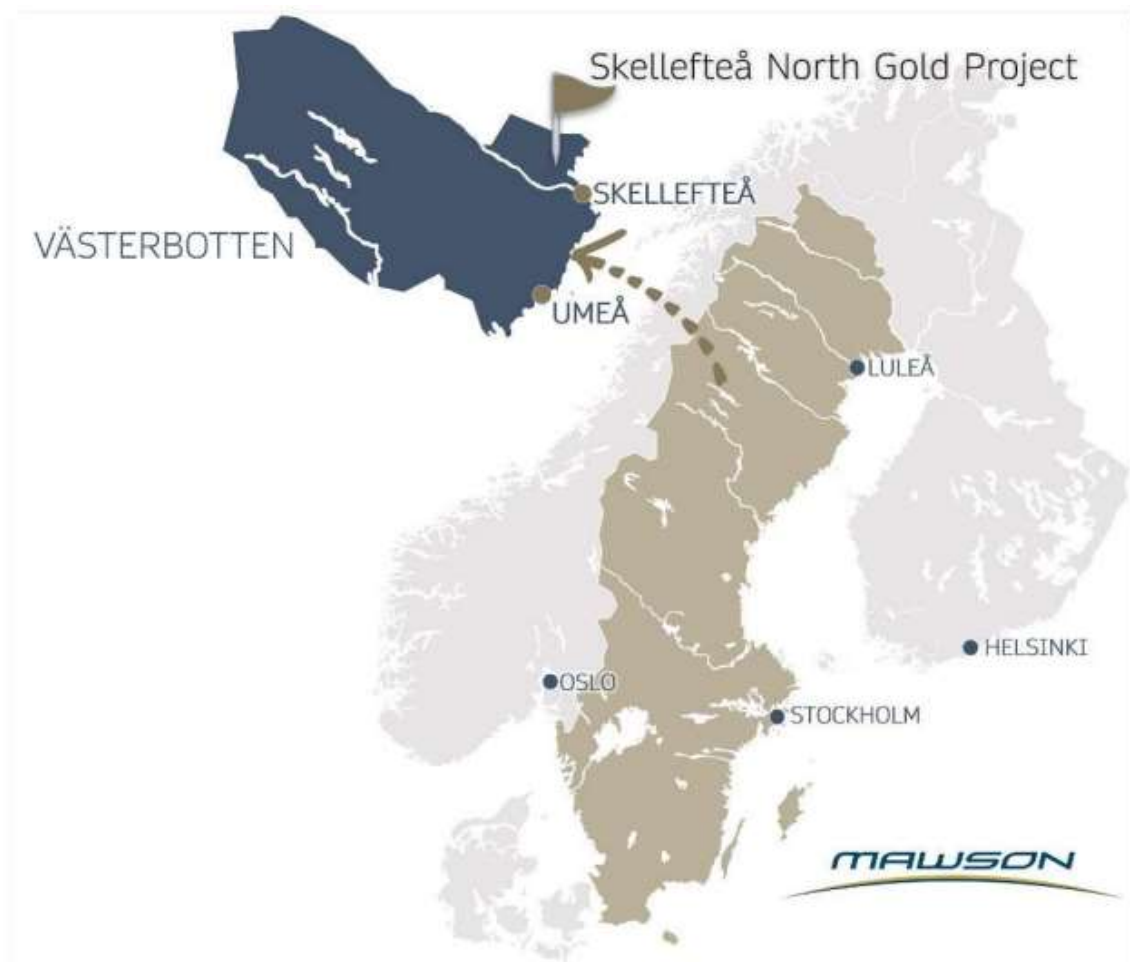 Skellefteå North Gold Project
SKELLEFTEÅ
VÄSTERBOTTEN
UMEÅ
LULEÅ
HELSINKI
OSLO
STOCKHOLM
MAWSON